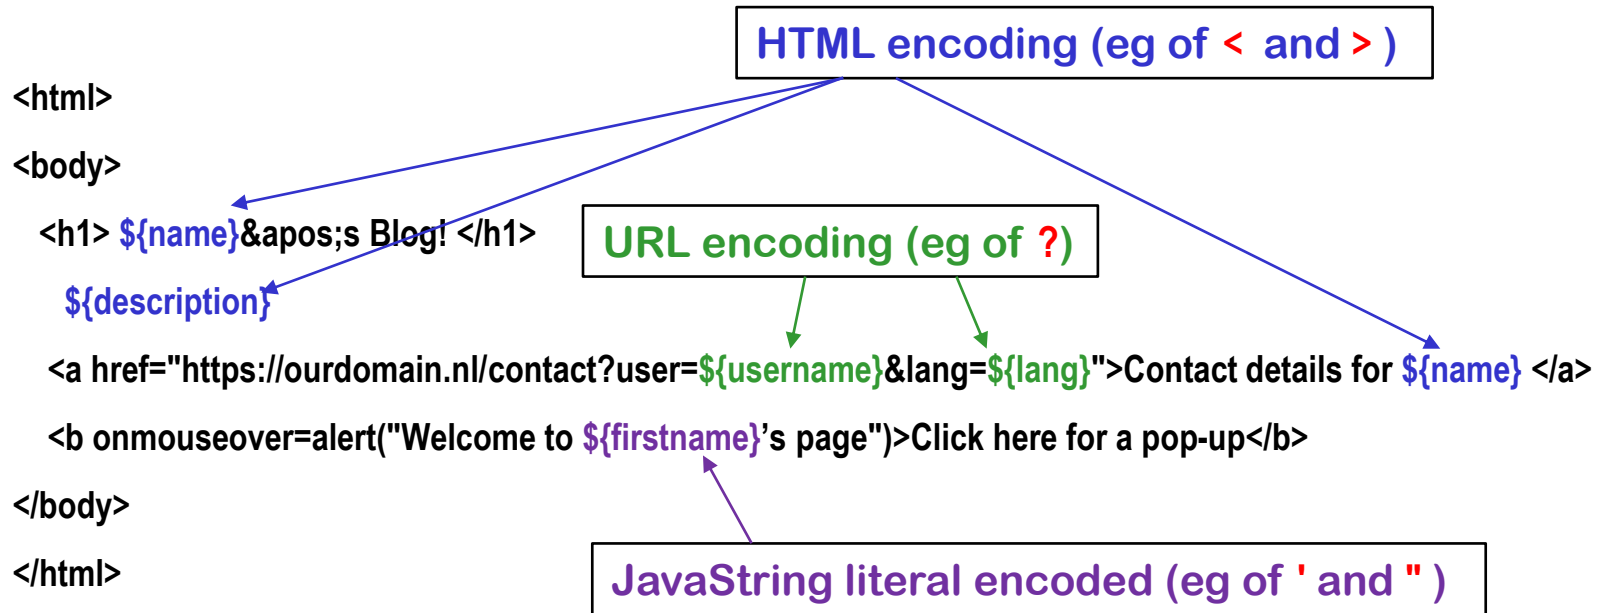 HTML encoding (eg of < and > )
<html>
<body>
<h1> ${name}&apos;s Blog! </h1>
URL encoding (eg of ?)
${description}
<a href="https://ourdomain.nl/contact?user=${username}&lang=${lang}">Contact details for ${name} </a>
<b onmouseover=alert("Welcome to ${firstname}’s page")>Click here for a pop-up</b>
</body>
</html>
JavaString literal encoded (eg of ' and " )